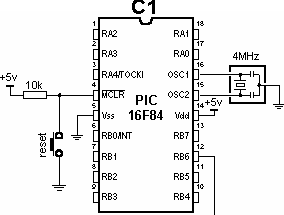 C1
1 18
RA2 RA1
2 17
RA3 RA0
3 16
RA4/TOCKI OSC1
4MHz
+5v 10k
4 15
MCLR PIC OSC2
5 14
Vss 16F84 Vdd +5v
6 13
RB0/INT RB7
reset
7 12
RB1 RB6
8 11
RB2 RB5
9 10
RB3 RB4